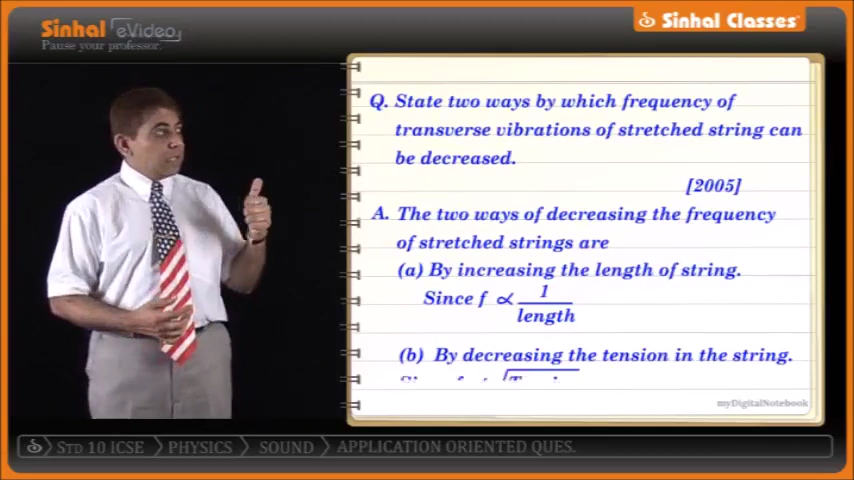 Sinhal eVideo
Pause your professor.
Sinhal Classes
Q. State two ways by which frequency of
transverse vibrations of stretched string can
be decreased.
[2005]
A. The two ways of decreasing the frequency
of stretched strings are
(a) By increasing the length of string.
Since f ∝ 1
length
(b) By decreasing the tension in the string.
myDigitalNotebook
STD 10 ICSE PHYSICS SOUND APPLICATION ORIENTED QUES.